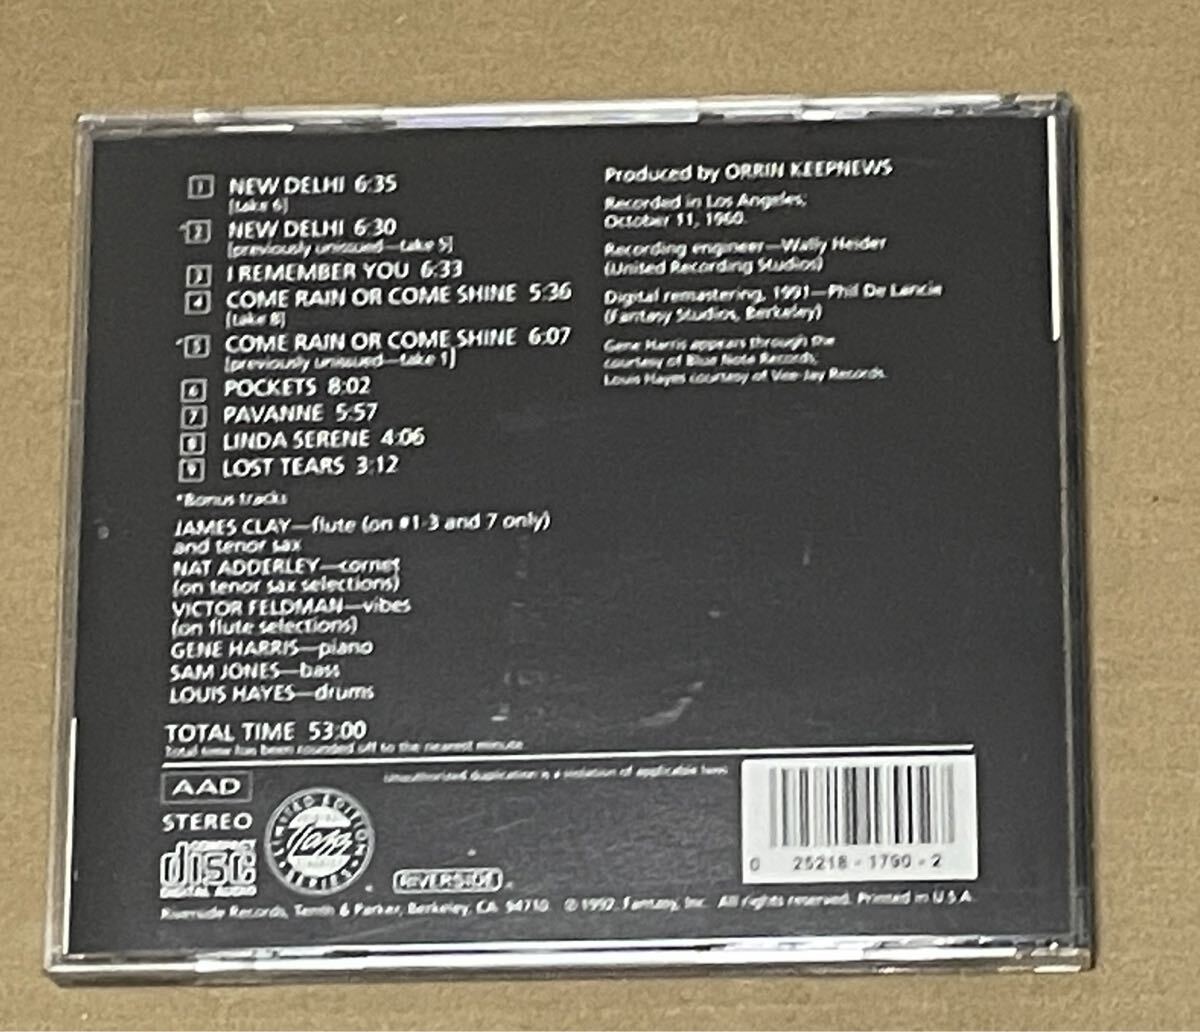 1 NEW DELHI 6:35
[take 6]
*2 NEW DELHI 6:30
[previously unissued—take 5]
3 I REMEMBER YOU 6:33
4 COME RAIN OR COME SHINE 5:36
[take 8]
*5 COME RAIN OR COME SHINE 6:07
[previously unissued—take 1]
6 POCKETS 8:02
7 PAVANNE 5:57
8 LINDA SERENE 4:06
9 LOST TEARS 3:12
*Bonus tracks
JAMES CLAY—flute (on #1-3 and 7 only)
and tenor sax
NAT ADDERLEY—cornet
(on tenor sax selections)
VICTOR FELDMAN—vibes
(on flute selections)
GENE HARRIS—piano
SAM JONES—bass
LOUIS HAYES—drums
TOTAL TIME 53:00
Total time has been rounded off to the nearest minute.
Produced by ORRIN KEEPNEWS
Recorded in Los Angeles;
October 11, 1960.
Recording engineer—Wally Heider
(United Recording Studios)
Digital remastering, 1991—Phil De Lancie
(Fantasy Studios, Berkeley)
Gene Harris appears through the
courtesy of Blue Note Records;
Louis Hayes courtesy of Vee-Jay Records.
Unauthorized duplication is a violation of applicable laws.
AAD
STEREO
COMPACT
disc
DIGITAL AUDIO
LIMITED EDITION
Jazz
SERIES
RIVERSIDE
0 25218-1790-2
Riverside Records, Tenth & Parker, Berkeley, CA 94710. ℗ © 1992, Fantasy, Inc. All rights reserved. Printed in U.S.A.